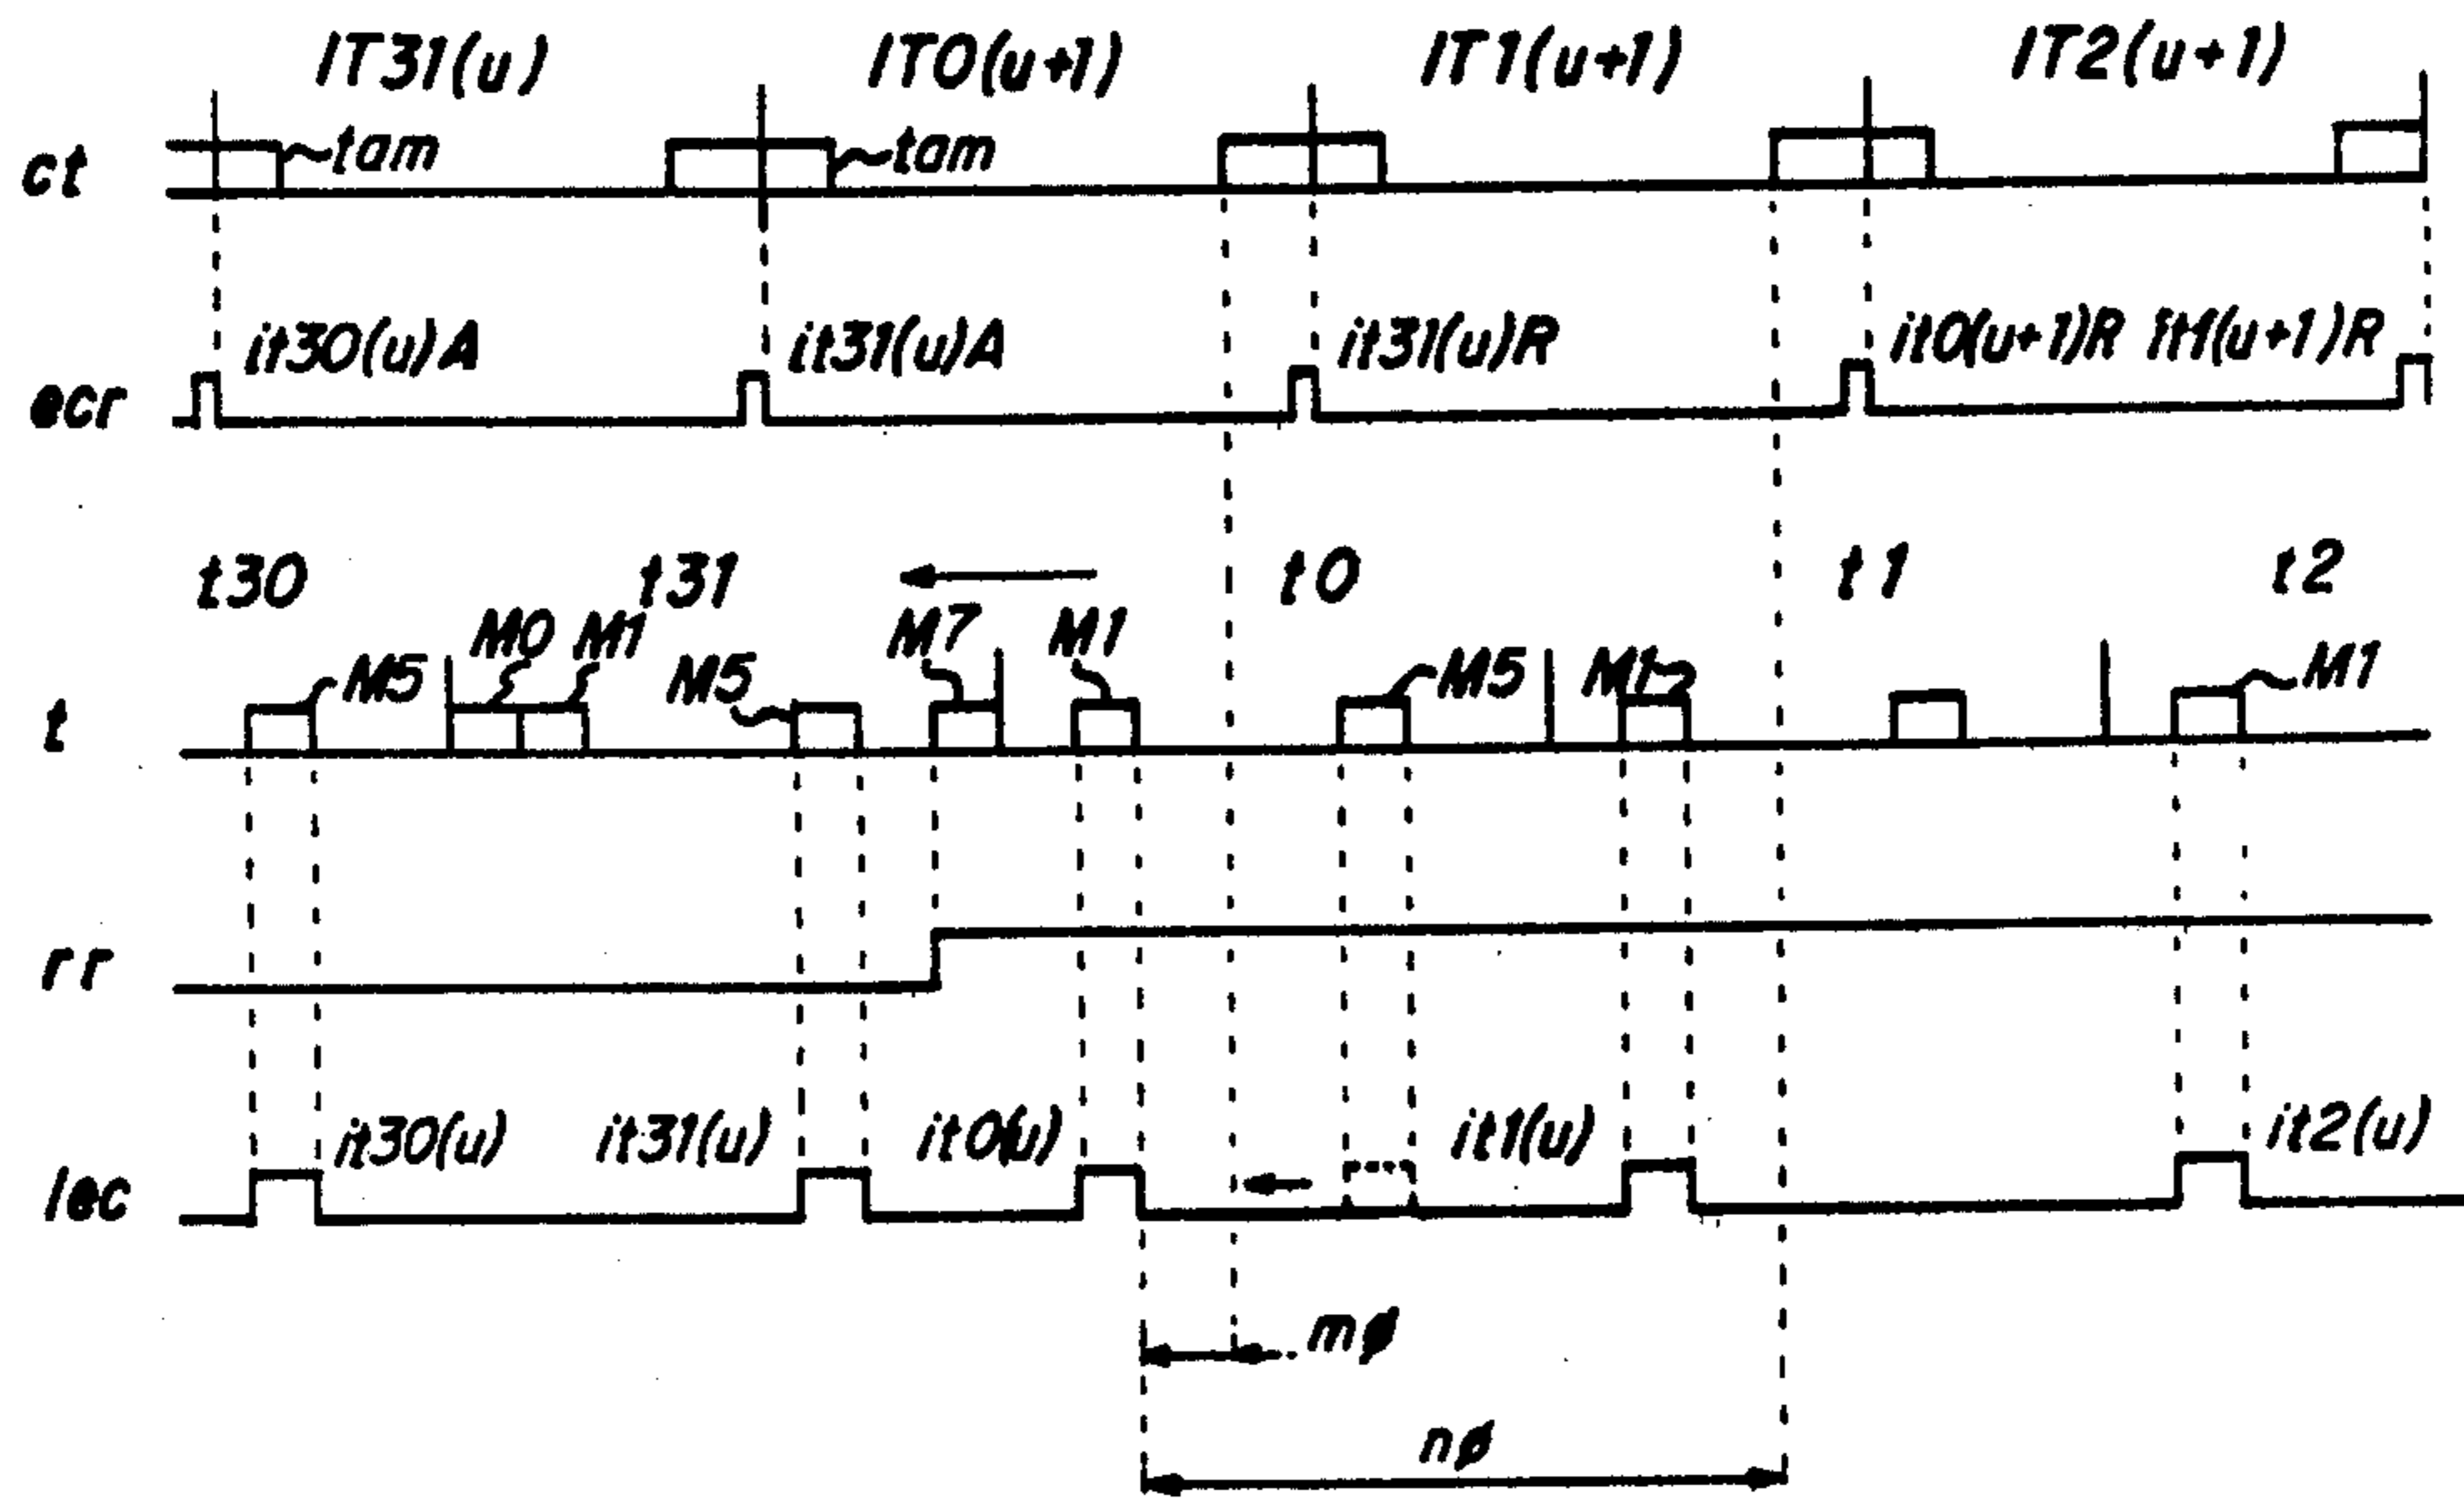 IT31(u) IT0(u+1) IT1(u+1) IT2(u+1)
ct tam tam
it30(u)A it31(u)A it31(u)R it0(u+1)R it1(u+1)R
ecr
t30 t31 t0 t1 t2
M0 M1 M7 M1
M5 M5 M5 M1 M1
t
rr
it30(u) it31(u) it0(u) it1(u) it2(u)
lec
mø
nø